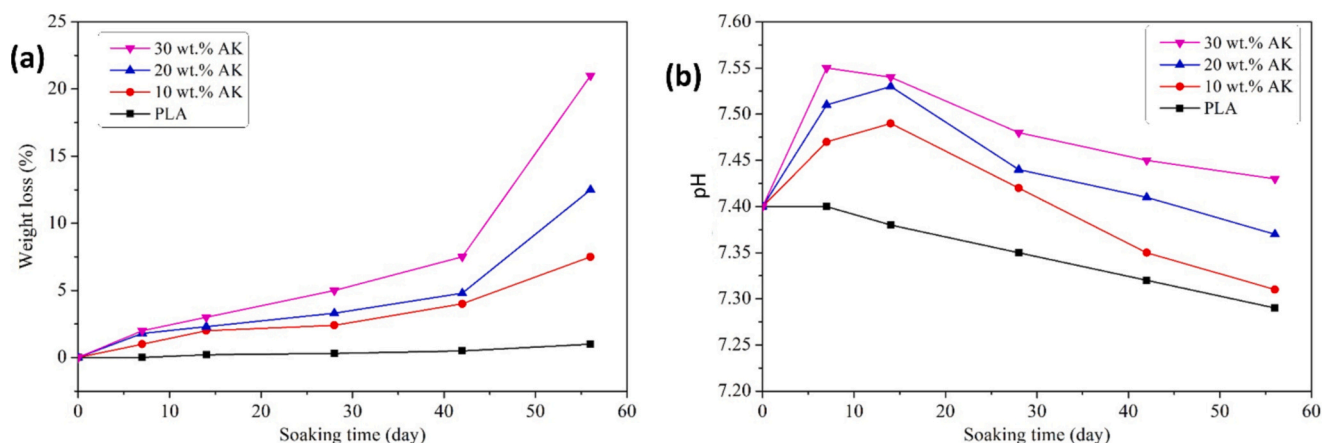 (a)
25
20
15
10
5
0
Weight loss (%)
30 wt.% AK
20 wt.% AK
10 wt.% AK
PLA
0 10 20 30 40 50 60
Soaking time (day)
(b)
7.60
7.55
7.50
7.45
7.40
7.35
7.30
7.25
7.20
pH
30 wt.% AK
20 wt.% AK
10 wt.% AK
PLA
0 10 20 30 40 50 60
Soaking time (day)